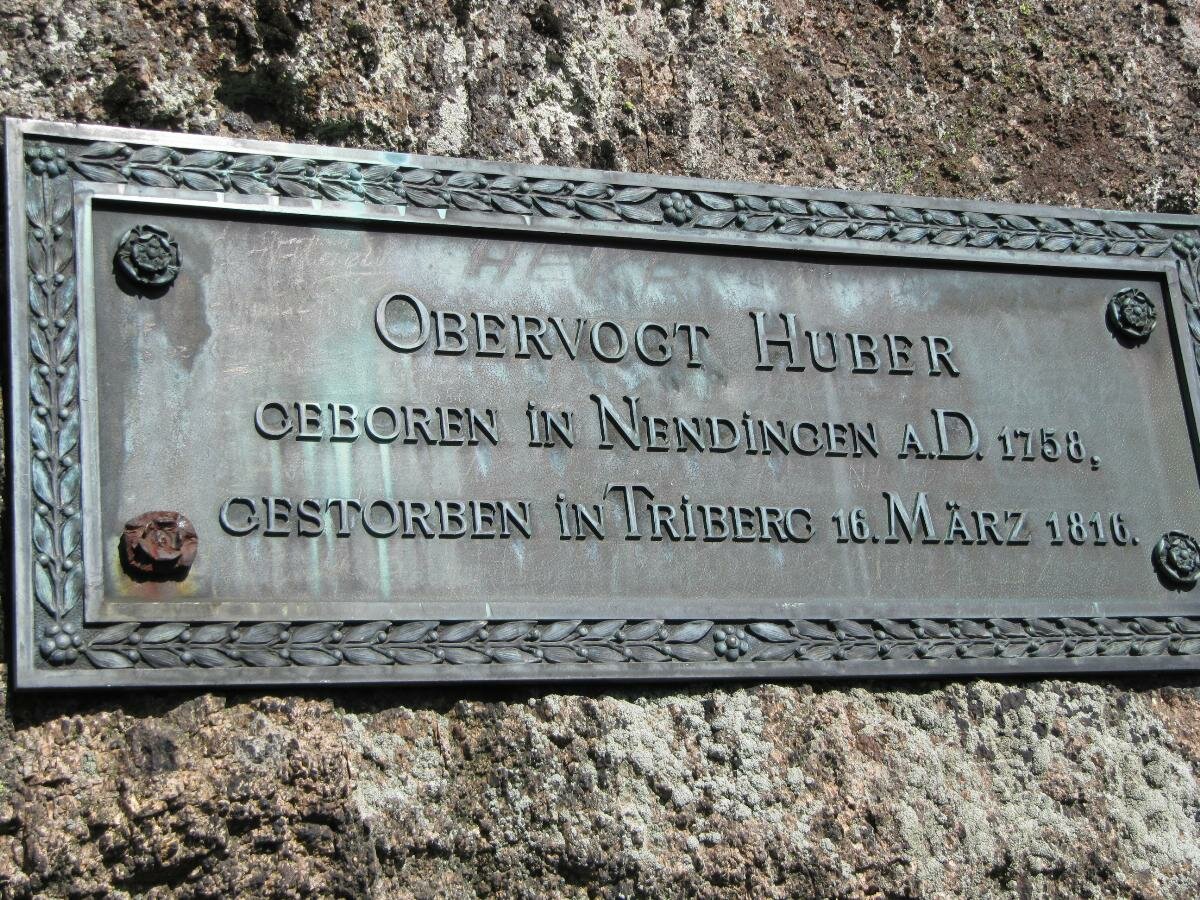 OBERVOGT HUBER
GEBOREN IN NENDINGEN A.D. 1758,
GESTORBEN IN TRIBERG 16. MÄRZ 1816.